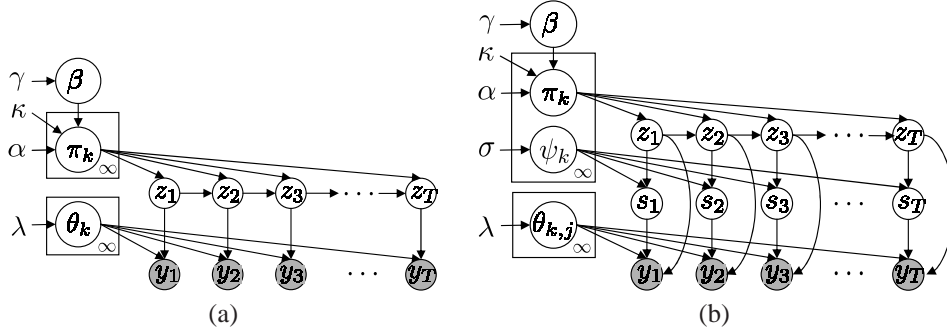 γ β
κ
α π_k ∞
z_1 z_2 z_3 · · · z_T
λ θ_k ∞
y_1 y_2 y_3 · · · y_T
(a)
γ β
κ
α π_k
z_1 z_2 z_3 · · · z_T
σ ψ_k ∞
s_1 s_2 s_3 · · · s_T
λ θ_{k,j} ∞
y_1 y_2 y_3 · · · y_T
(b)